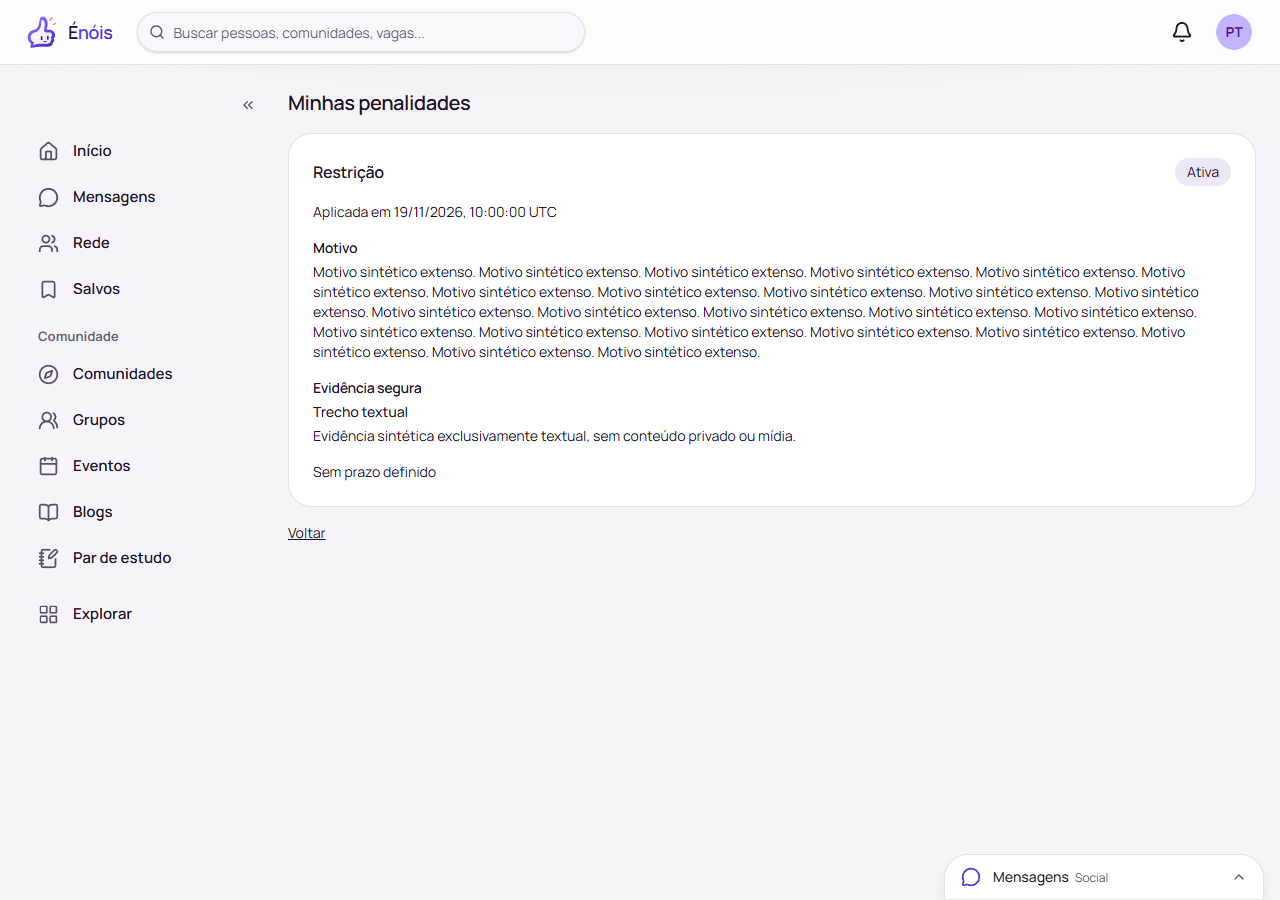 Énóis
Buscar pessoas, comunidades, vagas...
PT
Minhas penalidades
Início
Mensagens
Rede
Salvos
Comunidade
Comunidades
Grupos
Eventos
Blogs
Par de estudo
Explorar
Restrição
Ativa
Aplicada em 19/11/2026, 10:00:00 UTC
Motivo
Motivo sintético extenso. Motivo sintético extenso. Motivo sintético extenso. Motivo sintético extenso. Motivo sintético extenso. Motivo
sintético extenso. Motivo sintético extenso. Motivo sintético extenso. Motivo sintético extenso. Motivo sintético extenso. Motivo sintético
extenso. Motivo sintético extenso. Motivo sintético extenso. Motivo sintético extenso. Motivo sintético extenso. Motivo sintético extenso.
Motivo sintético extenso. Motivo sintético extenso. Motivo sintético extenso. Motivo sintético extenso. Motivo sintético extenso. Motivo
sintético extenso. Motivo sintético extenso. Motivo sintético extenso.
Evidência segura
Trecho textual
Evidência sintética exclusivamente textual, sem conteúdo privado ou mídia.
Sem prazo definido
Voltar
Mensagens Social